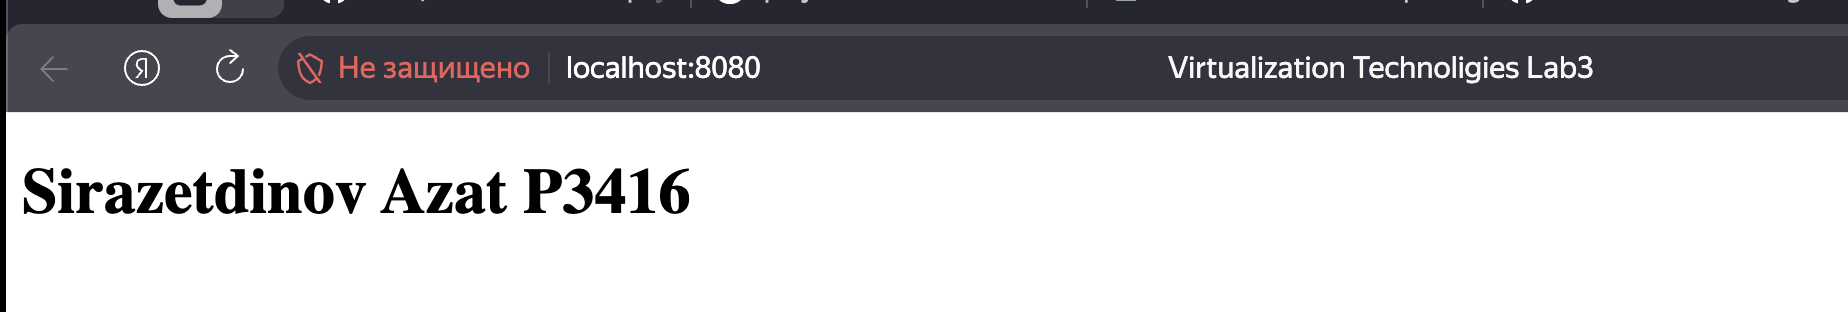 Не защищено localhost:8080 Virtualization Technoligies Lab3
Sirazetdinov Azat P3416